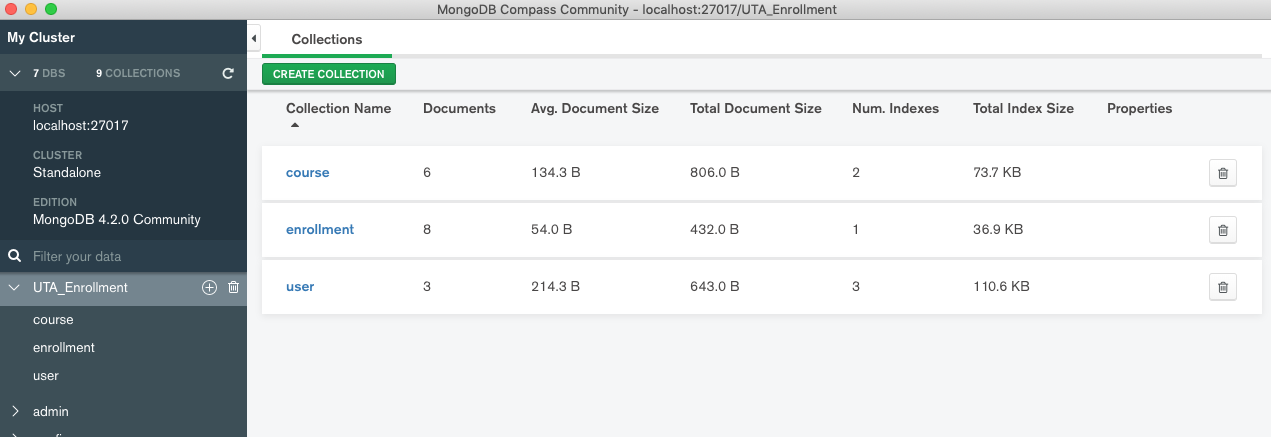 MongoDB Compass Community - localhost:27017/UTA_Enrollment
My Cluster
7 DBS 9 COLLECTIONS
HOST
localhost:27017
CLUSTER
Standalone
EDITION
MongoDB 4.2.0 Community
Filter your data
UTA_Enrollment
course
enrollment
user
admin
Collections
CREATE COLLECTION
Collection Name Documents Avg. Document Size Total Document Size Num. Indexes Total Index Size Properties
course 6 134.3 B 806.0 B 2 73.7 KB
enrollment 8 54.0 B 432.0 B 1 36.9 KB
user 3 214.3 B 643.0 B 3 110.6 KB